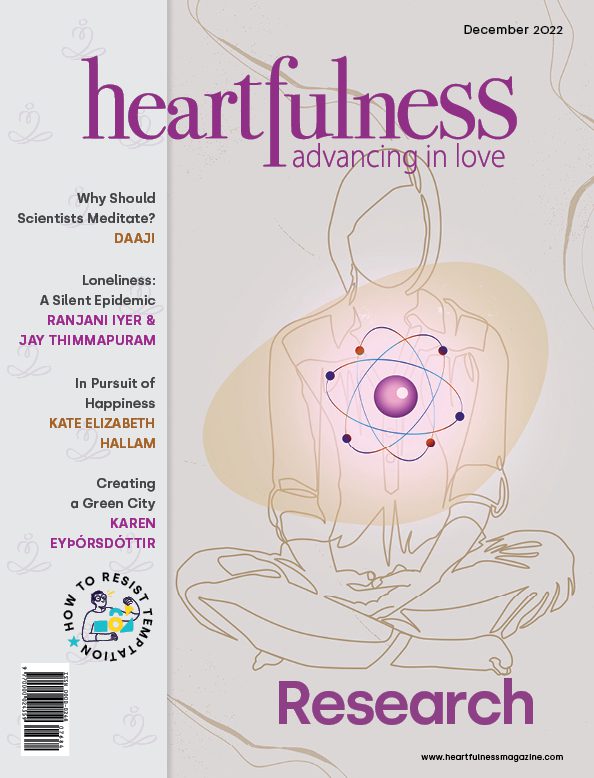 December 2022
heartfulness
advancing in love
Why Should
Scientists Meditate?
DAAJI
Loneliness:
A Silent Epidemic
RANJANI IYER &
JAY THIMMAPURAM
In Pursuit of
Happiness
KATE ELIZABETH
HALLAM
Creating
a Green City
KAREN
EYÞÓRSDÓTTIR
HOW TO RESIST TEMPTATION
Research
www.heartfulnessmagazine.com